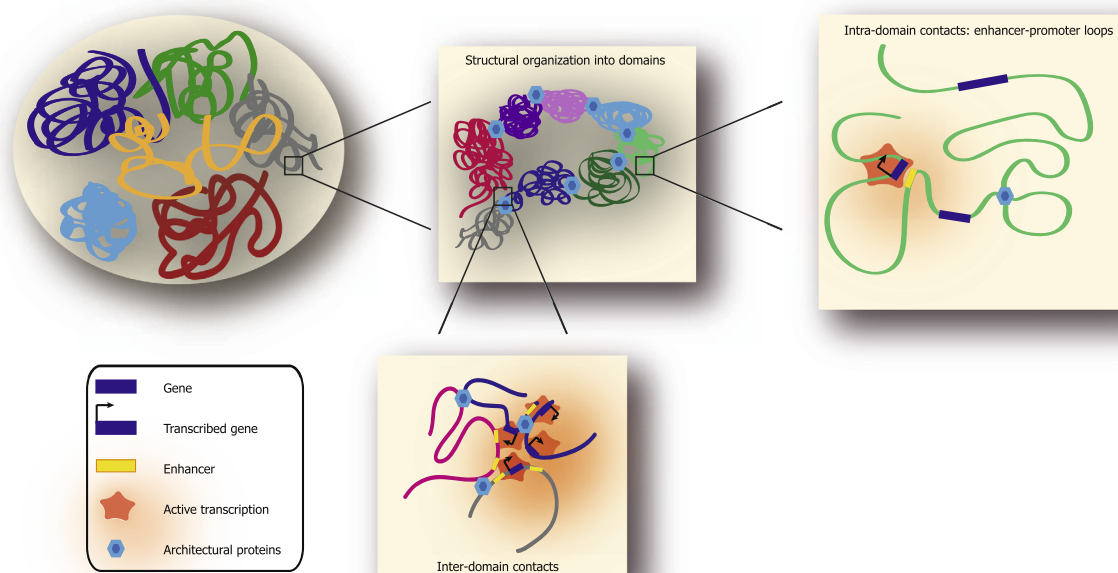 Structural organization into domains
Intra-domain contacts: enhancer-promoter loops
Gene
Transcribed gene
Enhancer
Active transcription
Architectural proteins
Inter-domain contacts